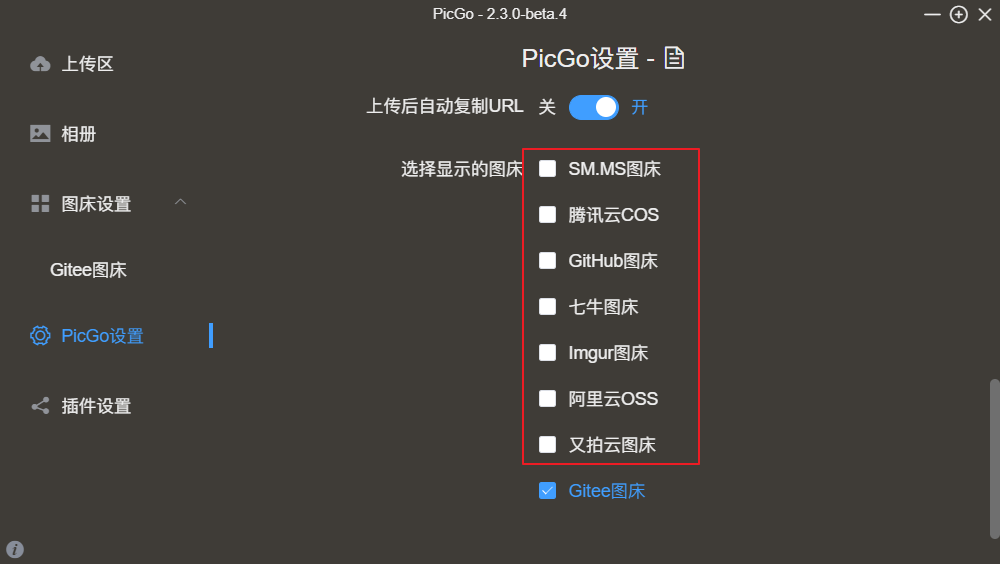 PicGo - 2.3.0-beta.4
上传区
相册
图床设置
Gitee图床
PicGo设置
插件设置
PicGo设置 -
上传后自动复制URL 关 开
选择显示的图床
SM.MS图床
腾讯云COS
GitHub图床
七牛图床
Imgur图床
阿里云OSS
又拍云图床
Gitee图床